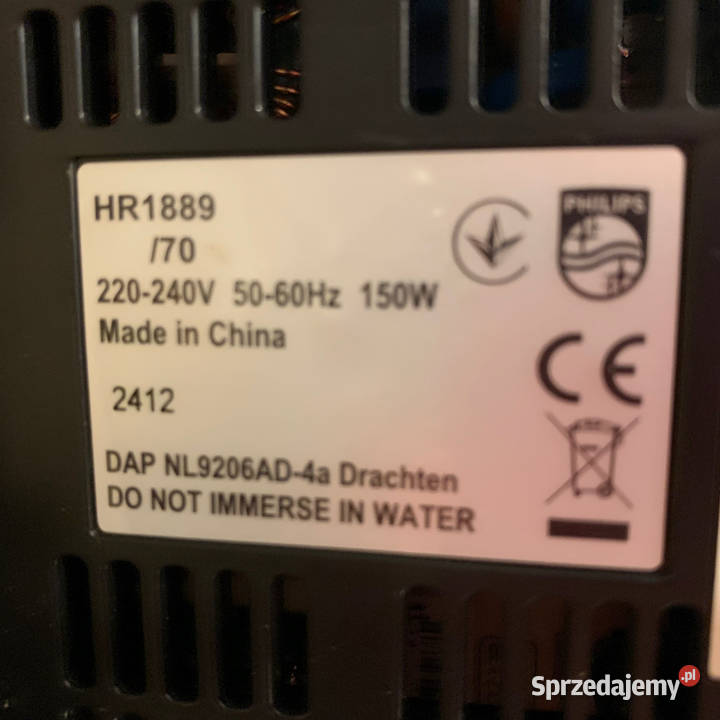 HR1889
/70
220-240V 50-60Hz 150W
Made in China
2412
DAP NL9206AD-4a Drachten
DO NOT IMMERSE IN WATER
PHILIPS
CE
Sprzedajemy.pl